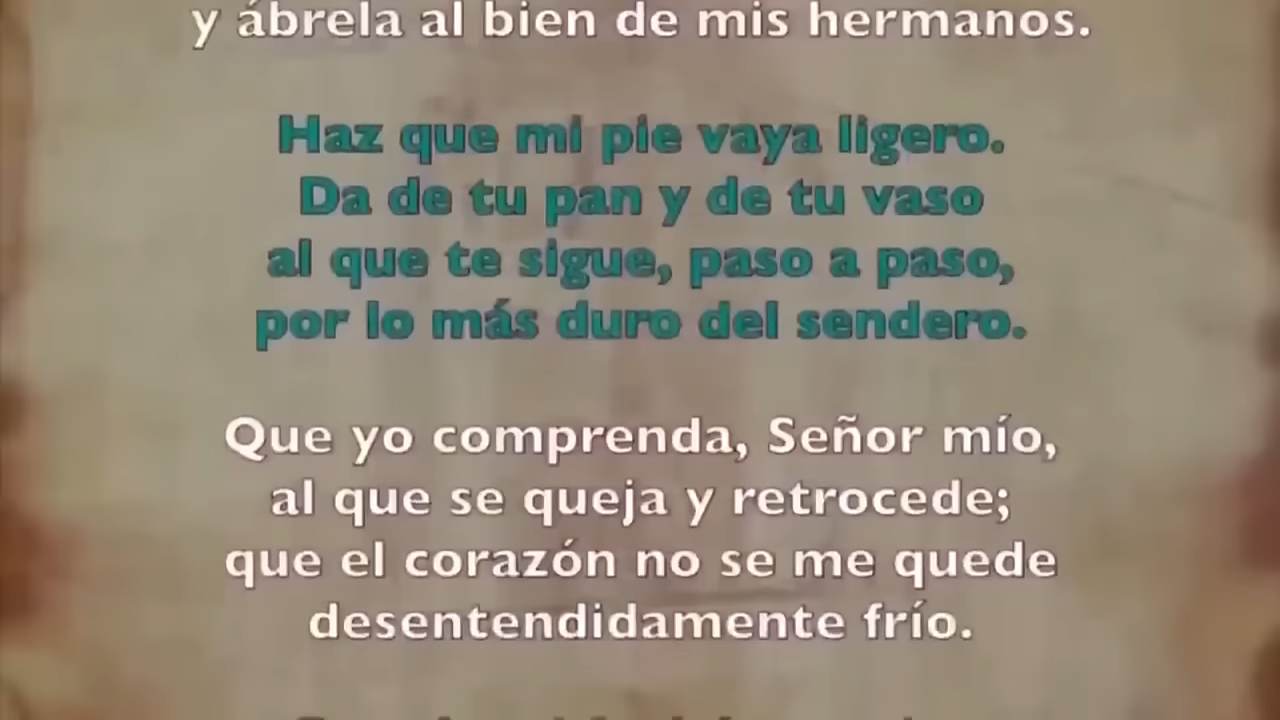 y ábrela al bien de mis hermanos.
Haz que mi pie vaya ligero.
Da de tu pan y de tu vaso
al que te sigue, paso a paso,
por lo más duro del sendero.
Que yo comprenda, Señor mío,
al que se queja y retrocede;
que el corazón no se me quede
desentendidamente frío.